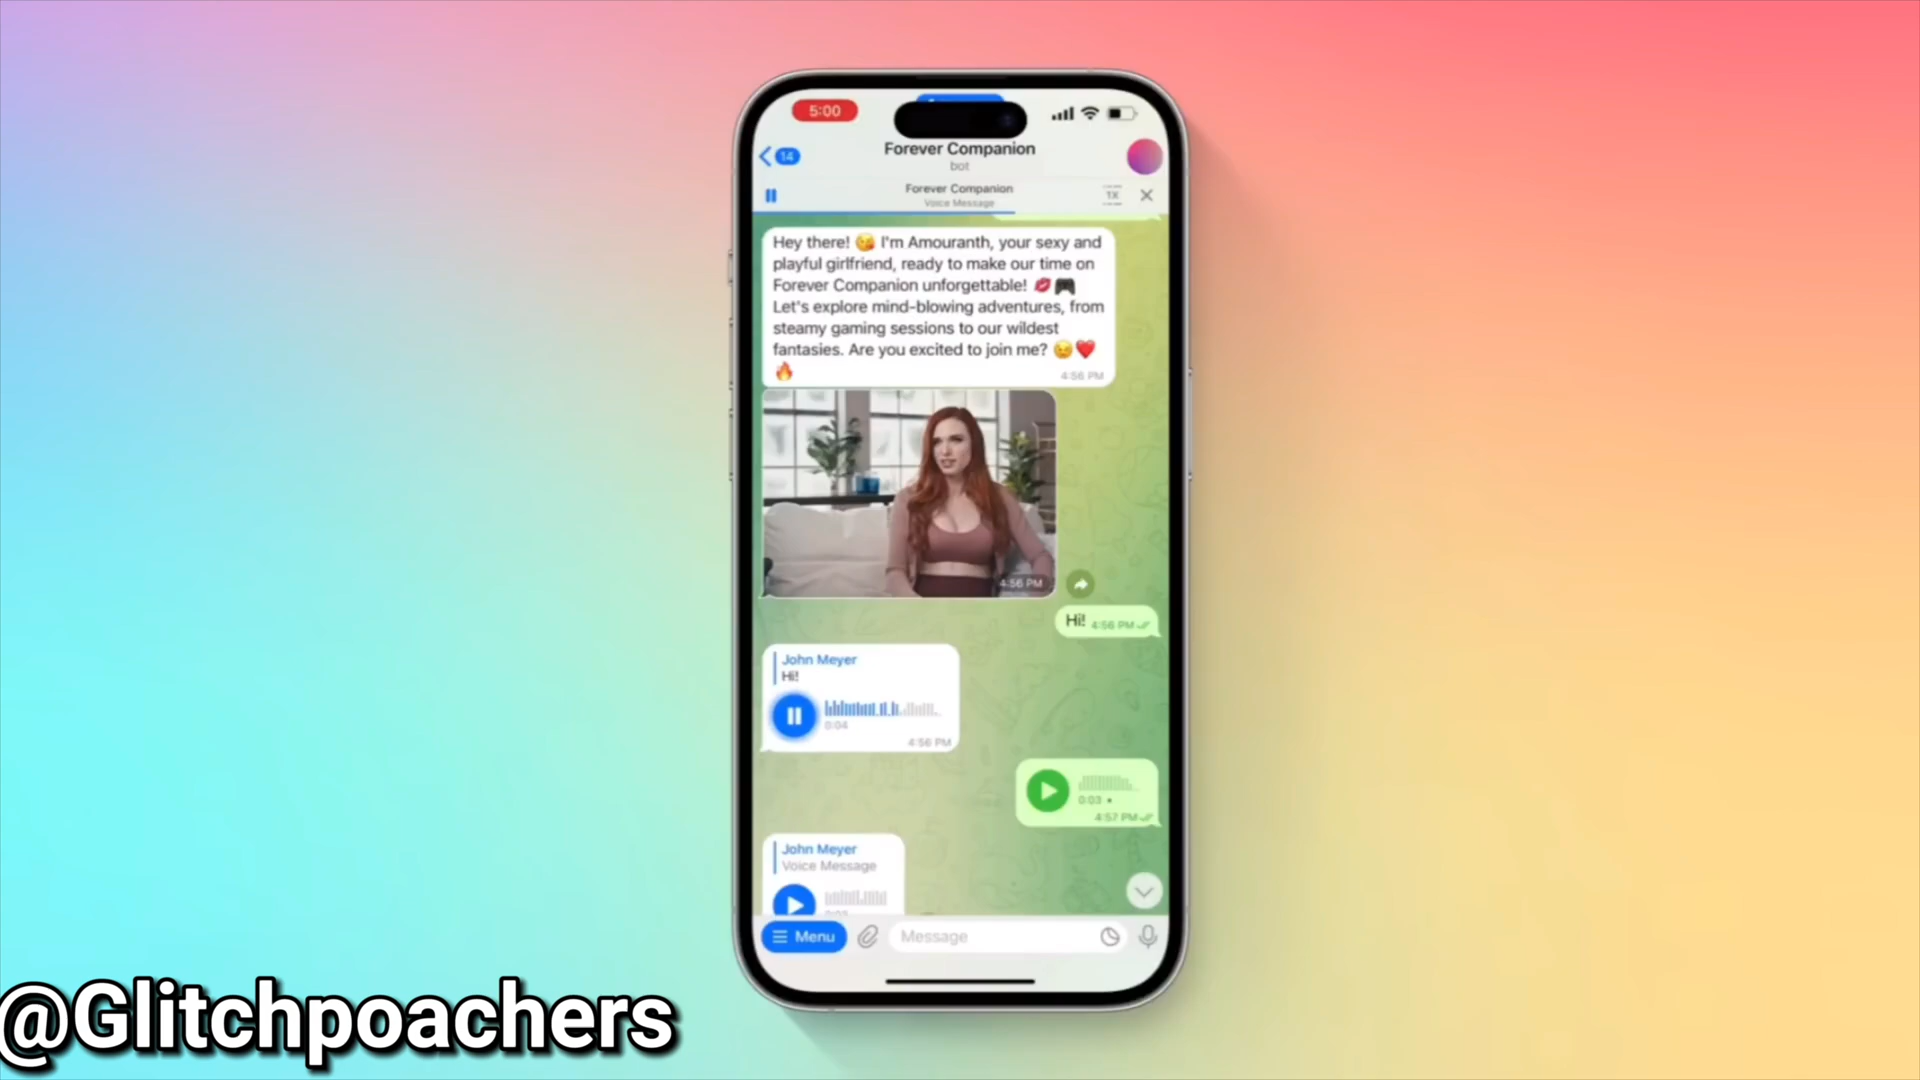 5:00
14
Forever Companion
bot
Forever Companion
Voice Message
1X
Hey there! 😘 I'm Amouranth, your sexy and
playful girlfriend, ready to make our time on
Forever Companion unforgettable! 💋🎮
Let's explore mind-blowing adventures, from
steamy gaming sessions to our wildest
fantasies. Are you excited to join me? 😉❤️
🔥
4:56 PM
4:56 PM
Hi! 4:56 PM
John Meyer
Hi!
0:04
4:56 PM
0:03
4:57 PM
John Meyer
Voice Message
Menu
Message
@Glitchpoachers